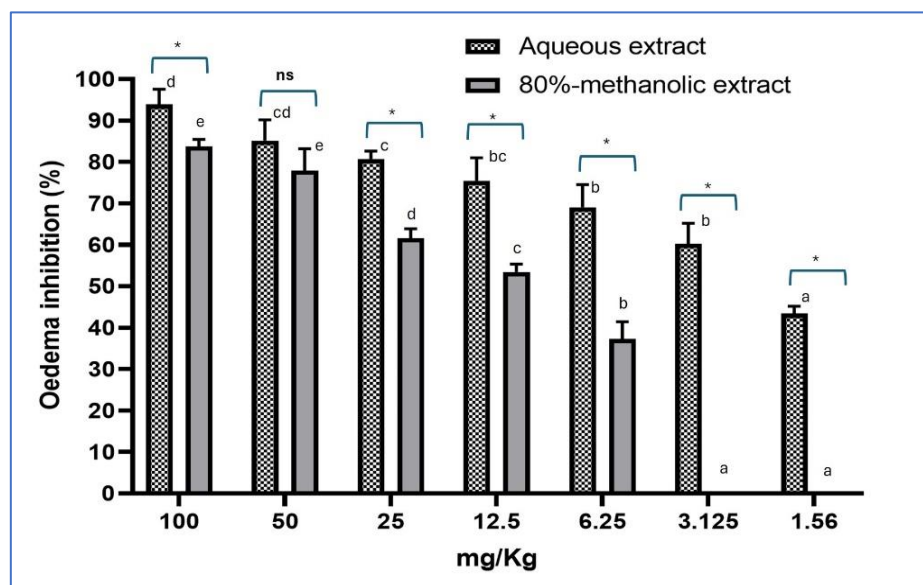 Aqueous extract
80%-methanolic extract
* ns * * * * *
d e cd e c d bc c b b b a a a
Oedema inhibition (%)
100
90
80
70
60
50
40
30
20
10
0
100 50 25 12.5 6.25 3.125 1.56
mg/Kg